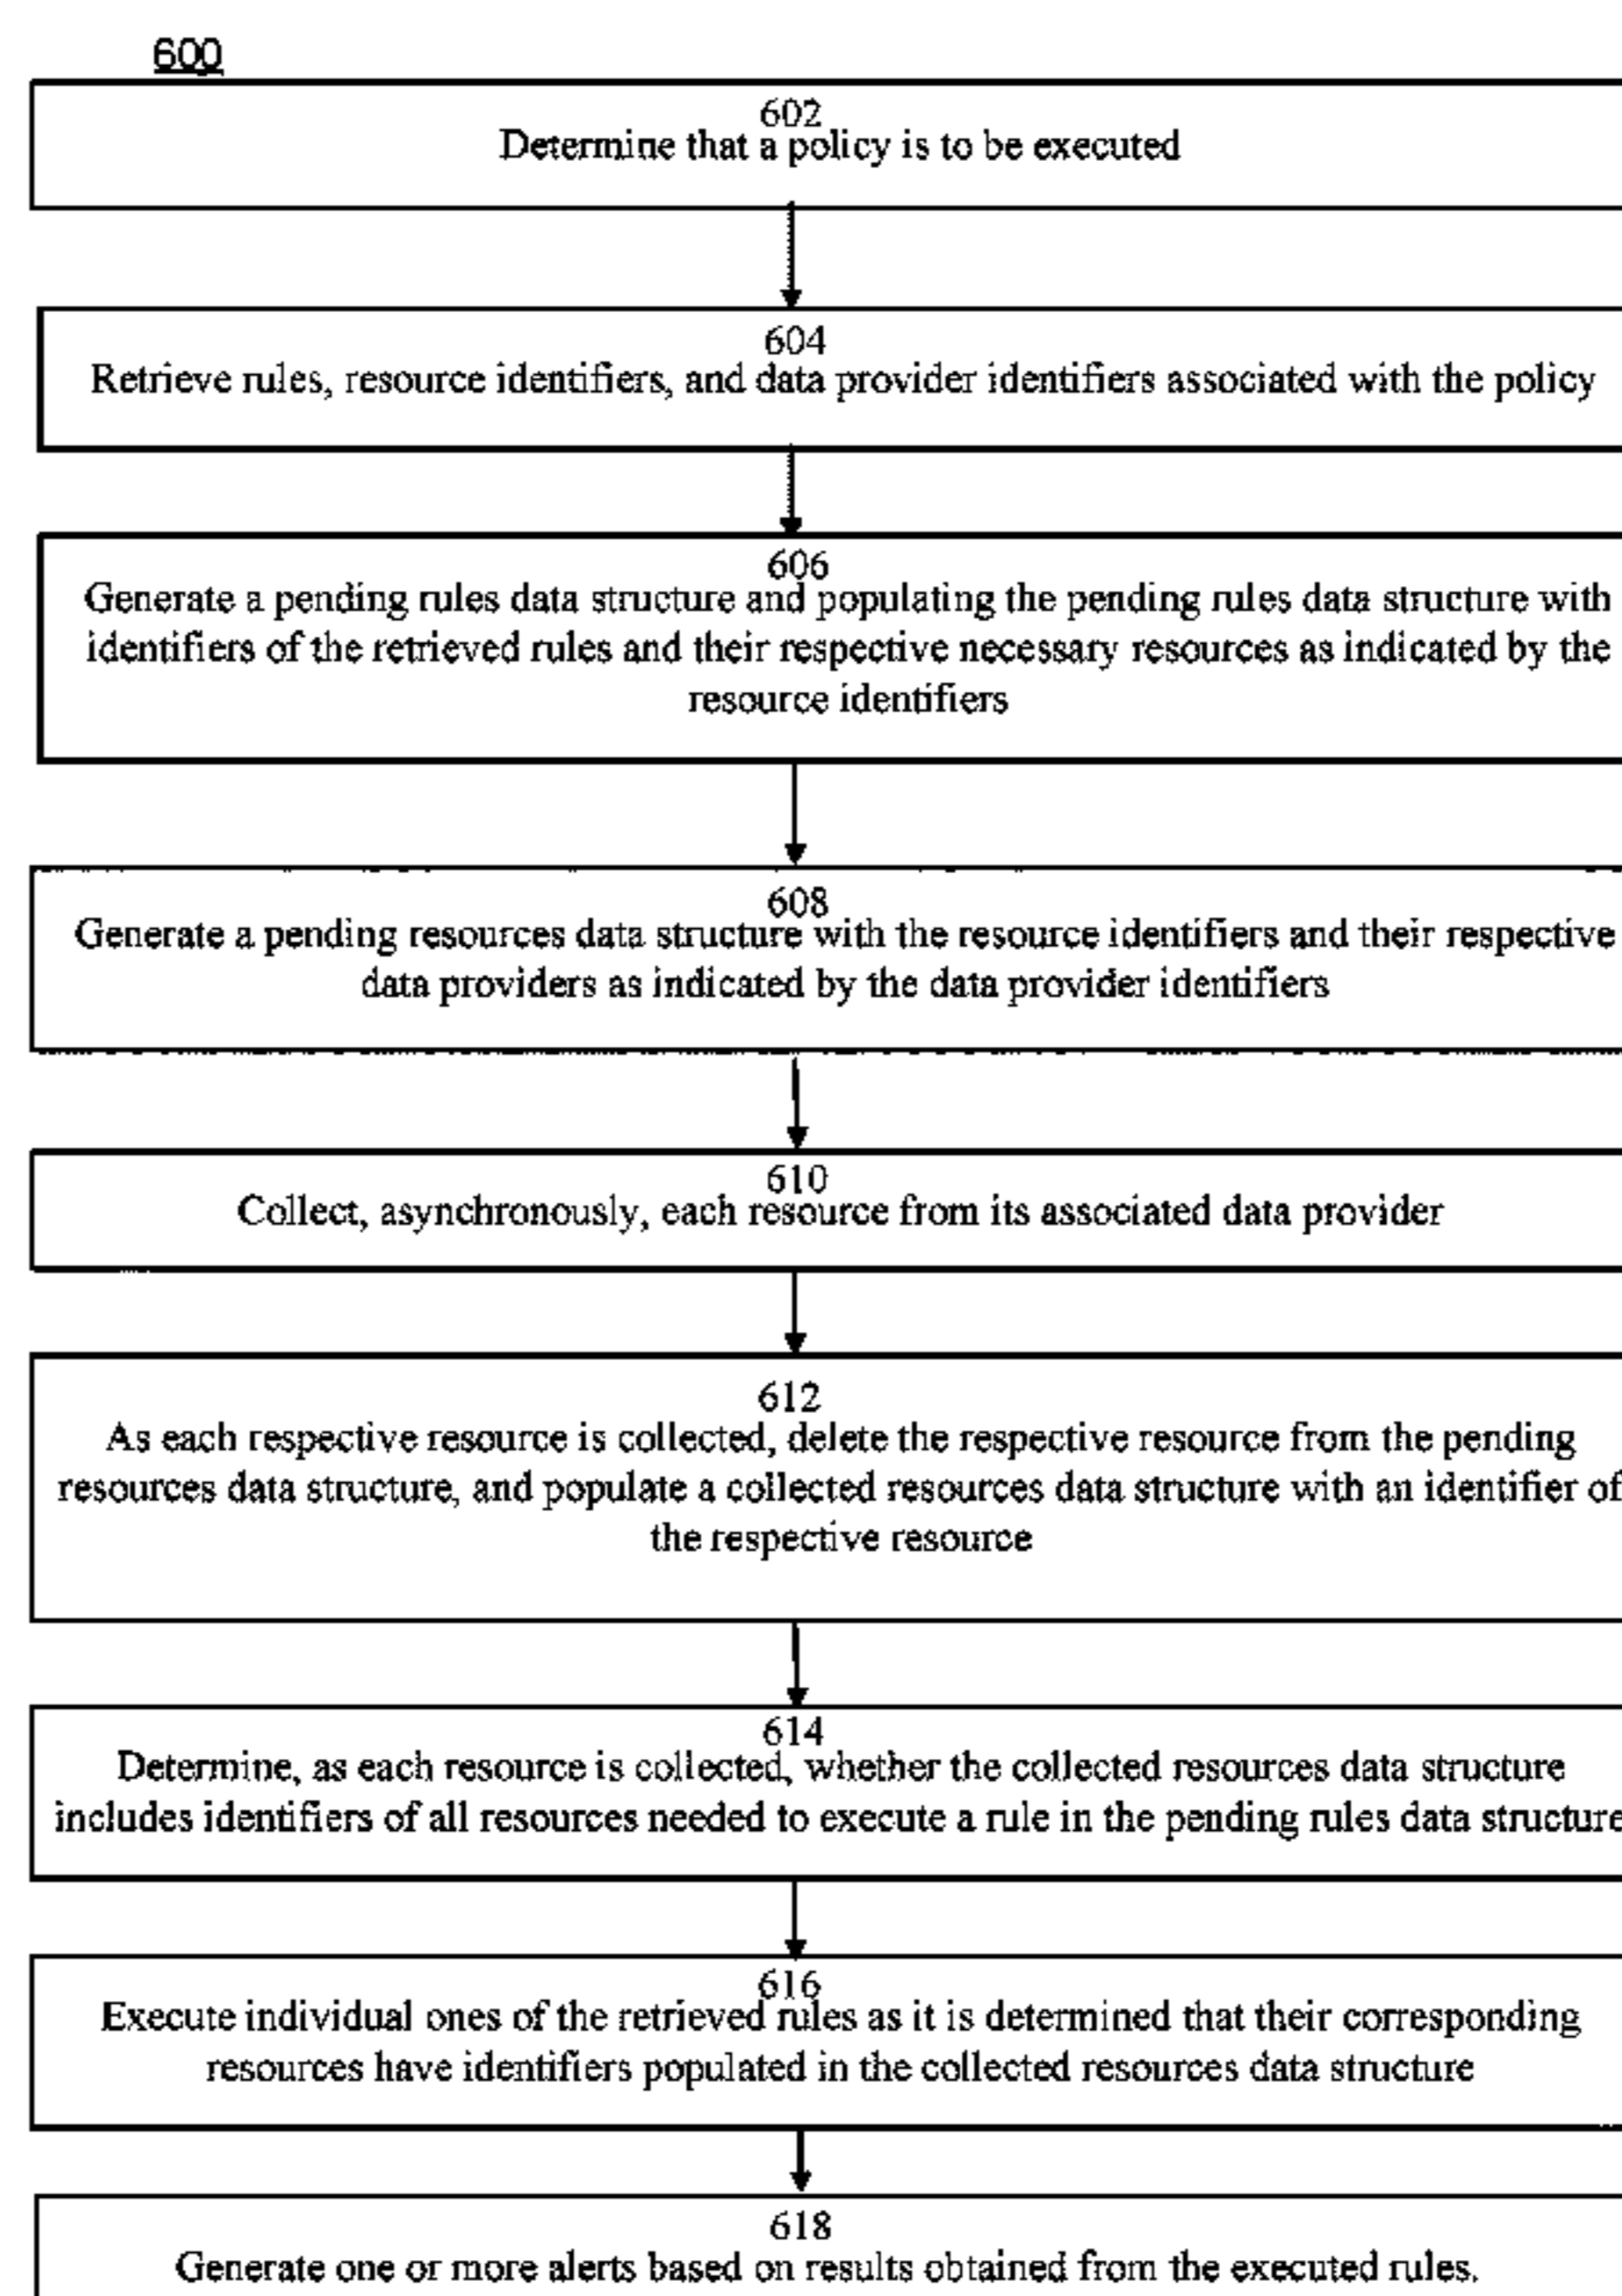 600
602
Determine that a policy is to be executed
604
Retrieve rules, resource identifiers, and data provider identifiers associated with the policy
606
Generate a pending rules data structure and populating the pending rules data structure with
identifiers of the retrieved rules and their respective necessary resources as indicated by the
resource identifiers
608
Generate a pending resources data structure with the resource identifiers and their respective
data providers as indicated by the data provider identifiers
610
Collect, asynchronously, each resource from its associated data provider
612
As each respective resource is collected, delete the respective resource from the pending
resources data structure, and populate a collected resources data structure with an identifier of
the respective resource
614
Determine, as each resource is collected, whether the collected resources data structure
includes identifiers of all resources needed to execute a rule in the pending rules data structure
616
Execute individual ones of the retrieved rules as it is determined that their corresponding
resources have identifiers populated in the collected resources data structure
618
Generate one or more alerts based on results obtained from the executed rules.